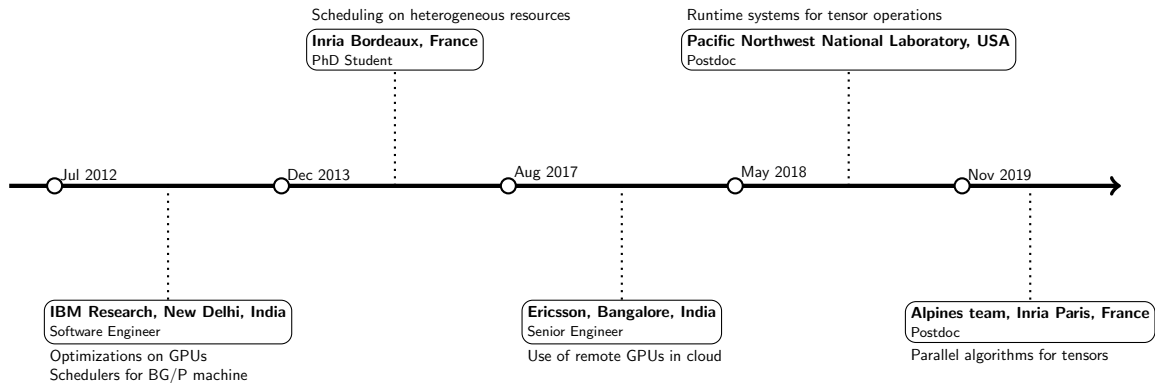 Scheduling on heterogeneous resources
Inria Bordeaux, France
PhD Student
Runtime systems for tensor operations
Pacific Northwest National Laboratory, USA
Postdoc
Jul 2012
Dec 2013
Aug 2017
May 2018
Nov 2019
IBM Research, New Delhi, India
Software Engineer
Optimizations on GPUs
Schedulers for BG/P machine
Ericsson, Bangalore, India
Senior Engineer
Use of remote GPUs in cloud
Alpines team, Inria Paris, France
Postdoc
Parallel algorithms for tensors